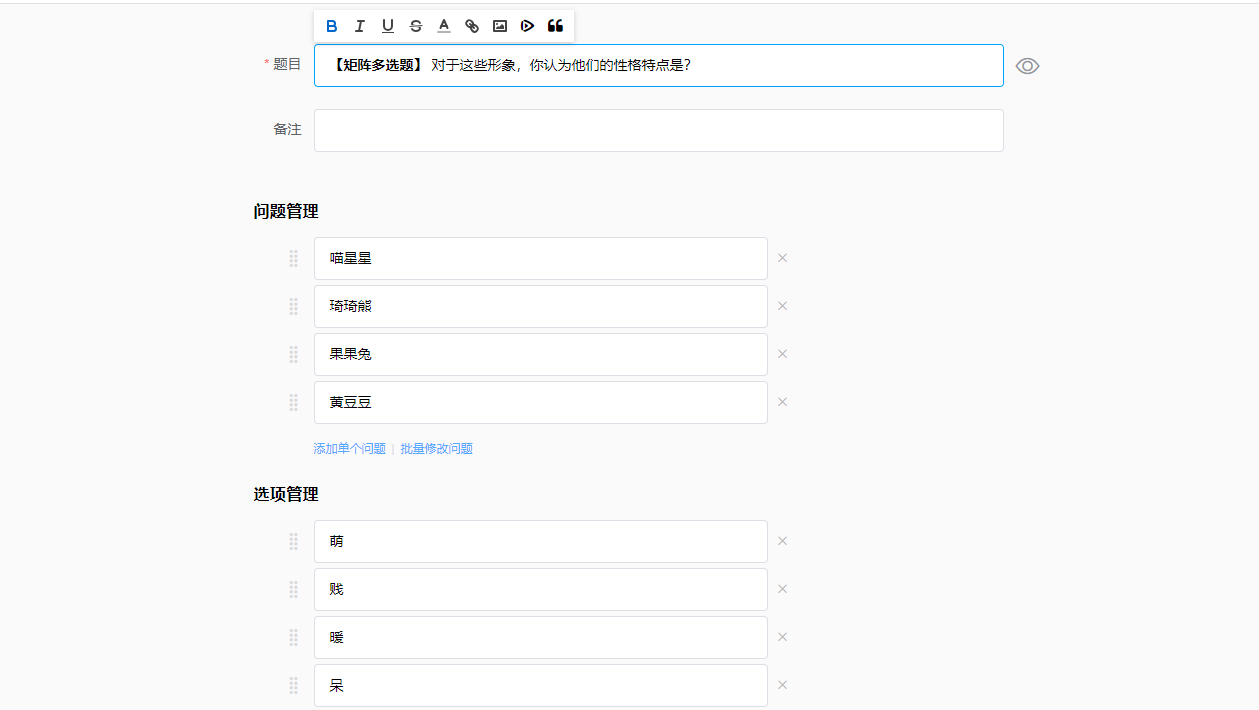 B I U S A
* 题目 【矩阵多选题】 对于这些形象，你认为他们的性格特点是？
备注
问题管理
喵星星
琦琦熊
果果兔
黄豆豆
添加单个问题 | 批量修改问题
选项管理
萌
贱
暖
呆